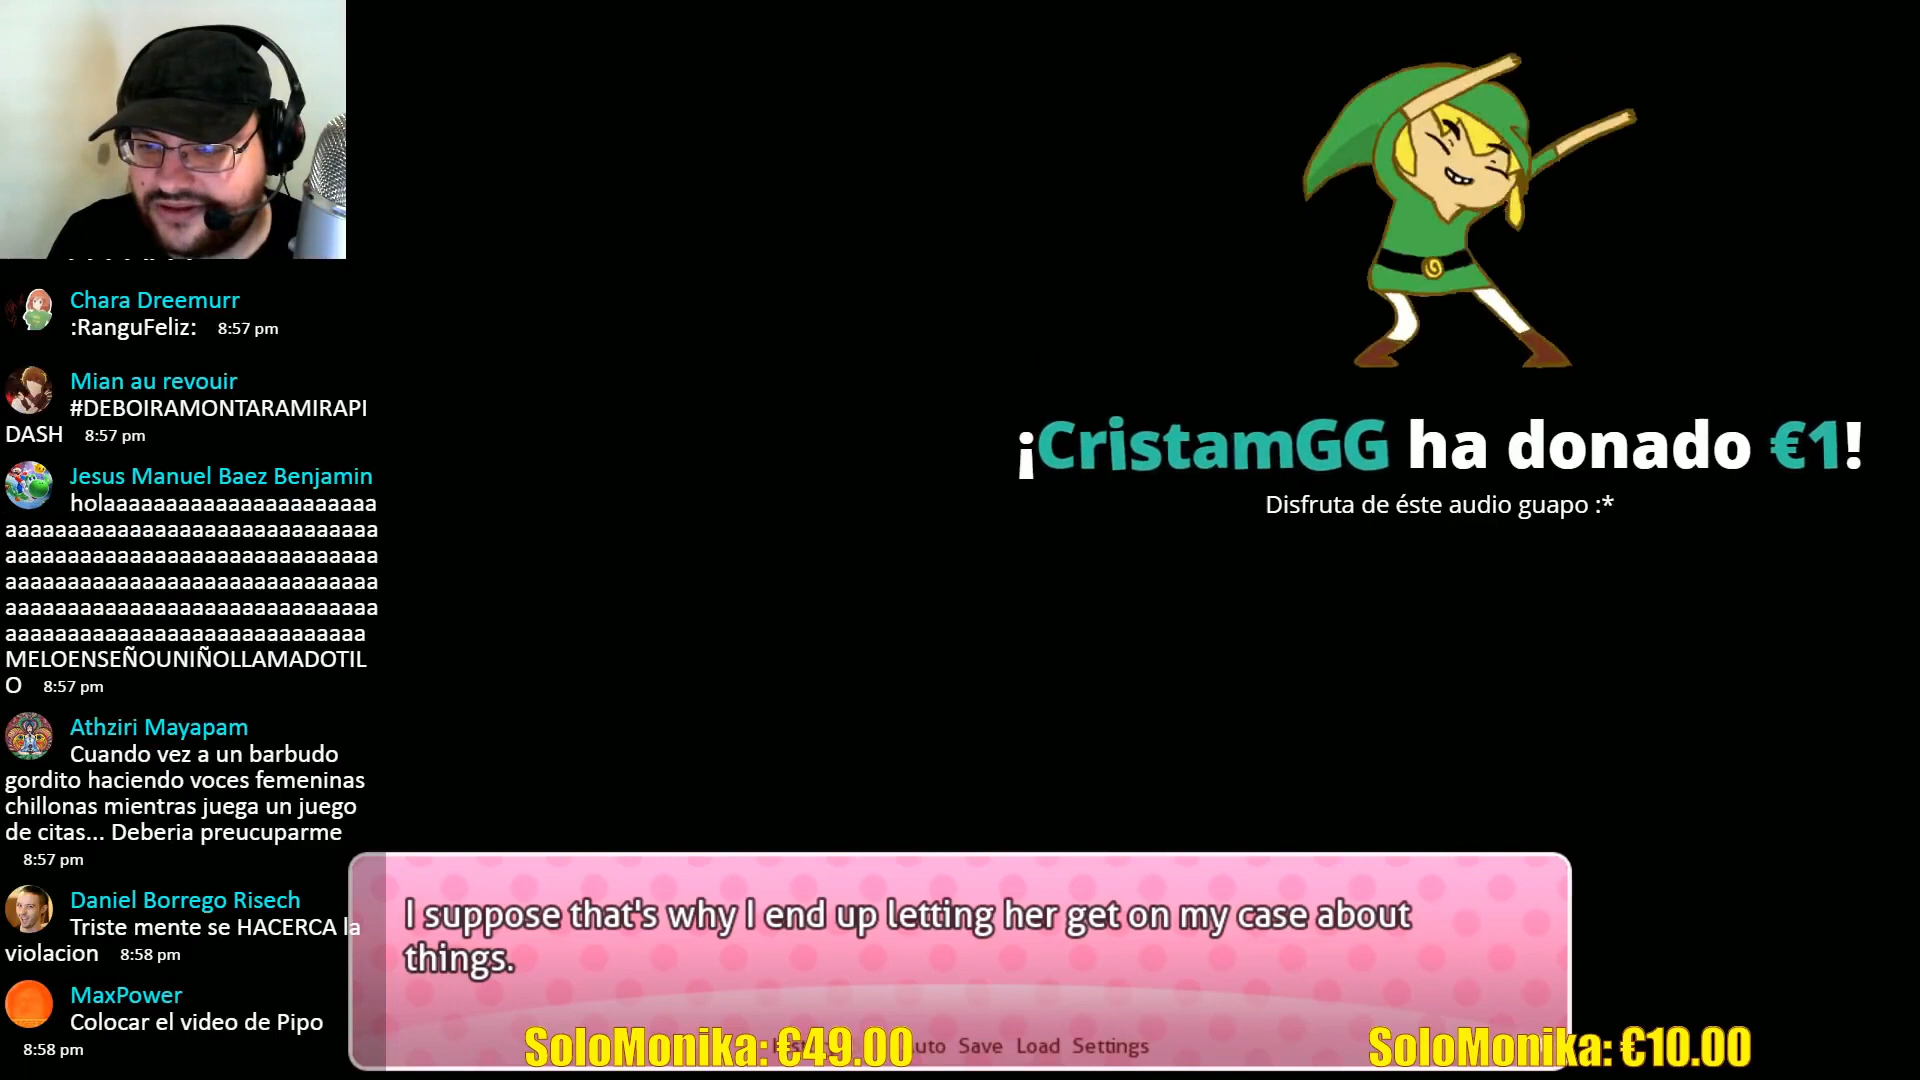 Chara Dreemurr
:RanguFeliz: 8:57 pm
Mian au revouir
#DEBOIRAMONTARAMIRAPI
DASH 8:57 pm
Jesus Manuel Baez Benjamin
holaaaaaaaaaaaaaaaaaaaaaa
aaaaaaaaaaaaaaaaaaaaaaaaaaaaaa
aaaaaaaaaaaaaaaaaaaaaaaaaaaaaa
aaaaaaaaaaaaaaaaaaaaaaaaaaaaaa
aaaaaaaaaaaaaaaaaaaaaaaaaaaaaa
aaaaaaaaaaaaaaaaaaaaaaaaaaaaa
MELOENSEÑOUNIÑOLLAMADOTIL
O 8:57 pm
Athziri Mayapam
Cuando vez a un barbudo
gordito haciendo voces femeninas
chillonas mientras juega un juego
de citas... Deberia preucuparme
8:57 pm
Daniel Borrego Risech
Triste mente se HACERCA la
violacion 8:58 pm
MaxPower
Colocar el video de Pipo
8:58 pm
¡CristamGG ha donado €1!
Disfruta de éste audio guapo :*
I suppose that's why I end up letting her get on my case about
things.
SoloMonika: €49.00 Save Load Settings SoloMonika: €10.00